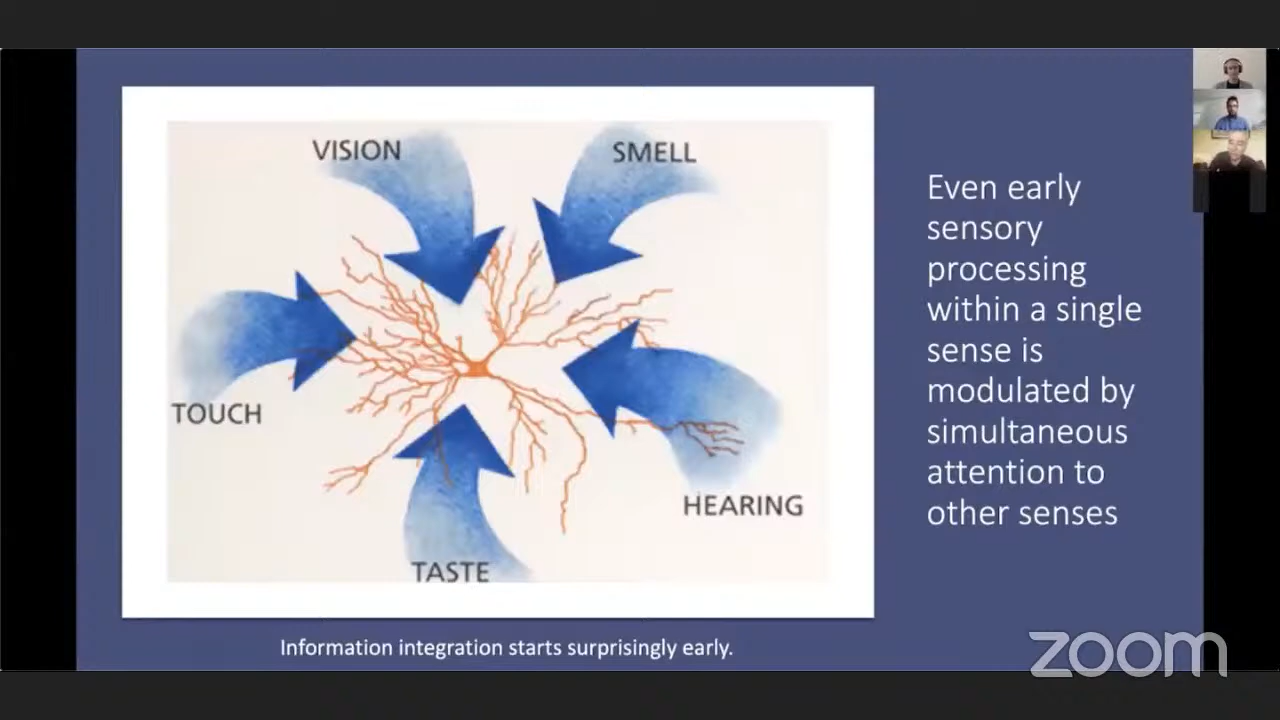 VISION
SMELL
TOUCH
HEARING
TASTE
Even early
sensory
processing
within a single
sense is
modulated by
simultaneous
attention to
other senses
Information integration starts surprisingly early.
zoom